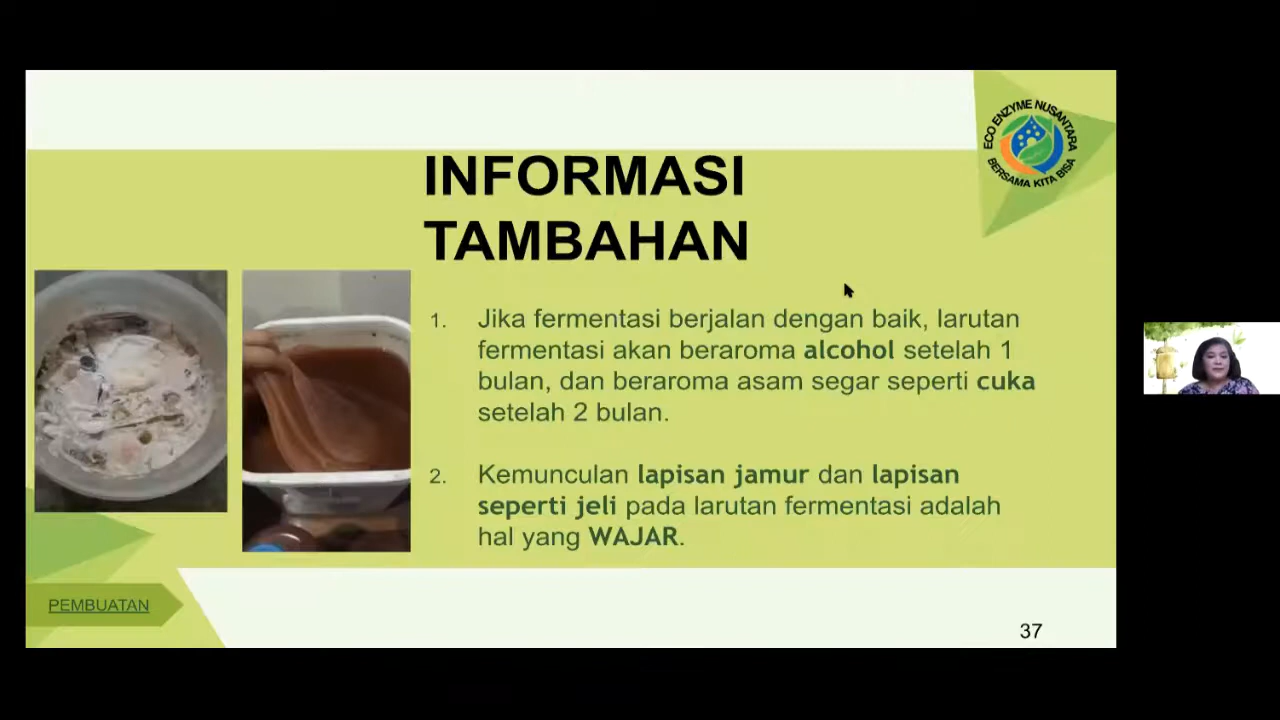 ECO ENZYME NUSANTARA
BERSAMA KITA BISA
INFORMASI
TAMBAHAN
1. Jika fermentasi berjalan dengan baik, larutan
fermentasi akan beraroma alcohol setelah 1
bulan, dan beraroma asam segar seperti cuka
setelah 2 bulan.
2. Kemunculan lapisan jamur dan lapisan
seperti jeli pada larutan fermentasi adalah
hal yang WAJAR.
PEMBUATAN
37